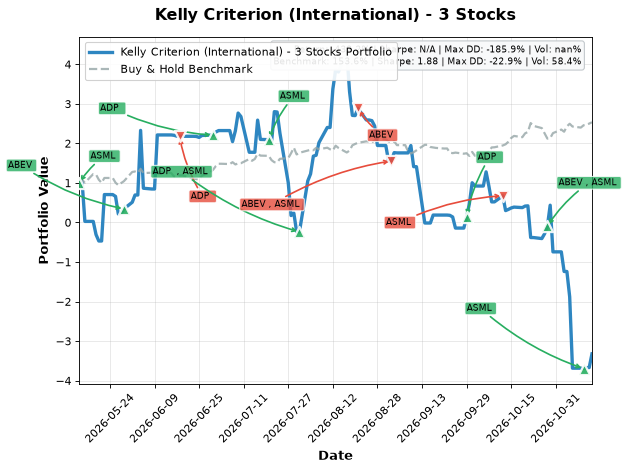 Kelly Criterion (International) - 3 Stocks
Kelly Criterion (International) - 3 Stocks Portfolio
Buy & Hold Benchmark
Sharpe: N/A | Max DD: -185.9% | Vol: nan%
Benchmark: 153.6% | Sharpe: 1.88 | Max DD: -22.9% | Vol: 58.4%
Portfolio Value
4
3
2
1
0
−1
−2
−3
−4
ADP
ASML
ABEV
ASML
ADP , ASML
ADP
ABEV , ASML
ABEV
ADP
ASML
ABEV , ASML
ASML
2026-05-24
2026-06-09
2026-06-25
2026-07-11
2026-07-27
2026-08-12
2026-08-28
2026-09-13
2026-09-29
2026-10-15
2026-10-31
Date